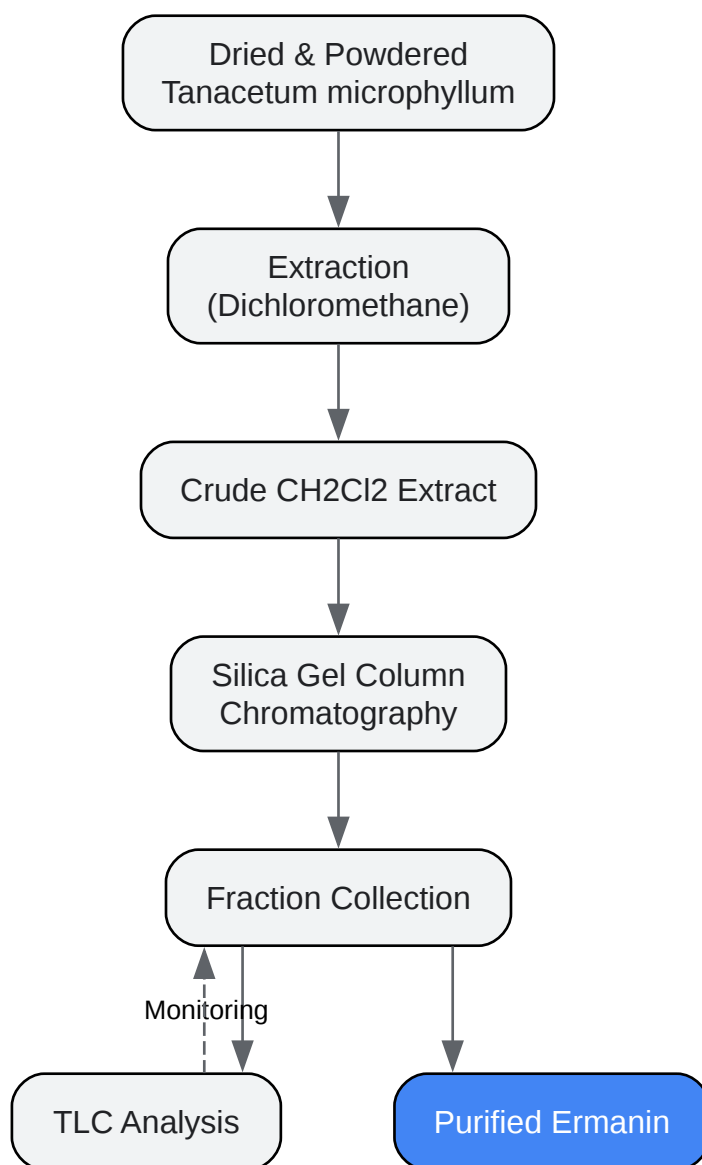 Dried & Powdered
Tanacetum microphyllum
Extraction
(Dichloromethane)
Crude CH2Cl2 Extract
Silica Gel Column
Chromatography
Fraction Collection
Monitoring
TLC Analysis
Purified Ermanin